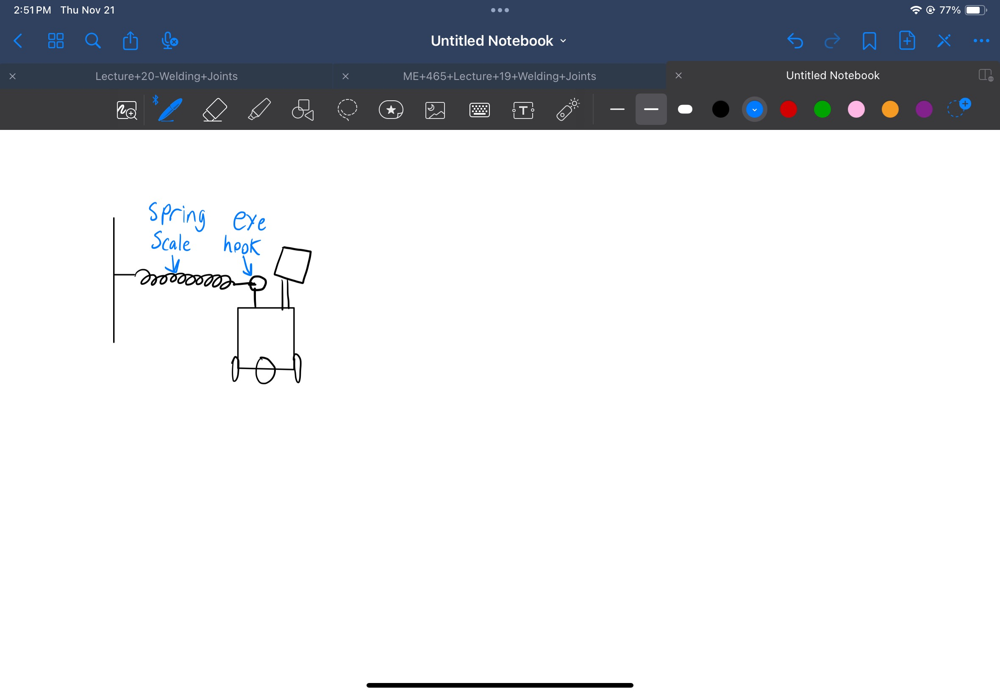 2:51 PM Thu Nov 21
77%
Untitled Notebook
Lecture+20-Welding+Joints
ME+465+Lecture+19+Welding+Joints
Untitled Notebook
T
Spring
Scale
eye
hook